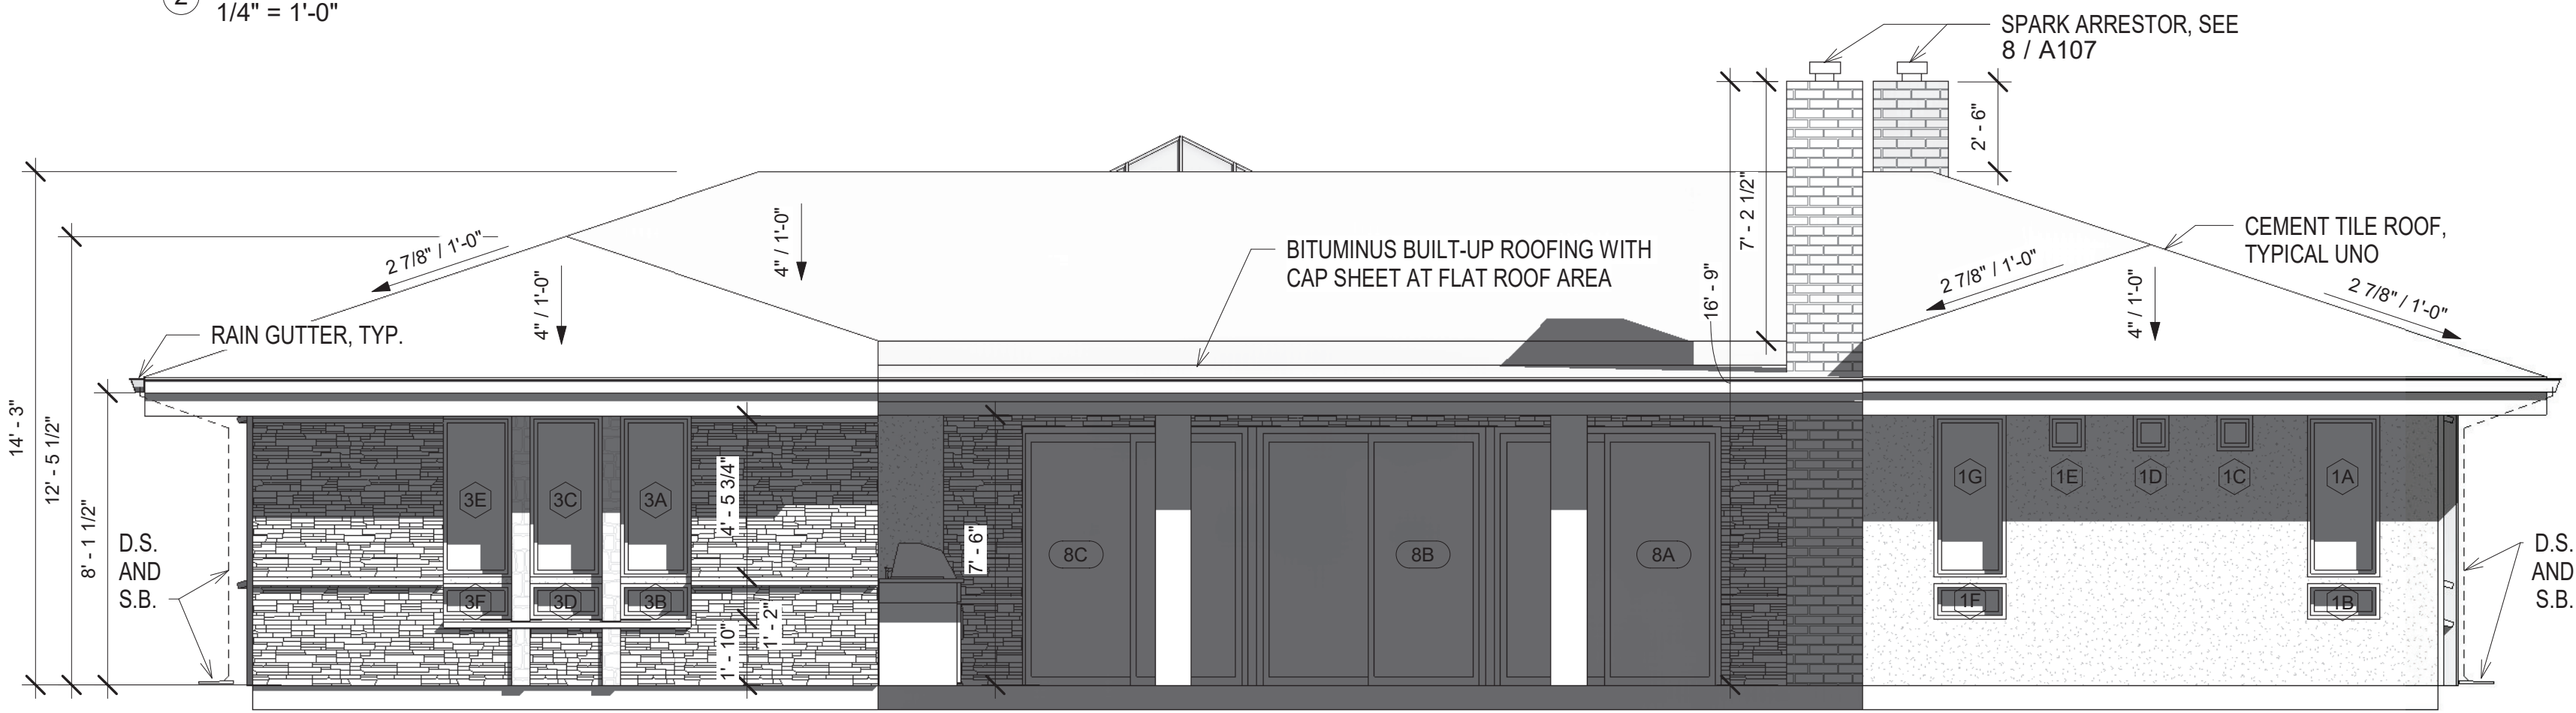 2
1/4" = 1'-0"
SPARK ARRESTOR, SEE
8 / A107
2' - 6"
7' - 2 1/2"
16' - 9"
CEMENT TILE ROOF,
TYPICAL UNO
BITUMINUS BUILT-UP ROOFING WITH
CAP SHEET AT FLAT ROOF AREA
2 7/8" / 1'-0"
4" / 1'-0"
4" / 1'-0"
2 7/8" / 1'-0"
4" / 1'-0"
2 7/8" / 1'-0"
RAIN GUTTER, TYP.
14' - 3"
12' - 5 1/2"
8' - 1 1/2"
D.S.
AND
S.B.
3E
3C
3A
4' - 5 3/4"
7' - 6"
8C
8B
8A
1G
1E
1D
1C
1A
3F
3D
3B
1' - 2"
1' - 10"
1F
1B
D.S.
AND
S.B.